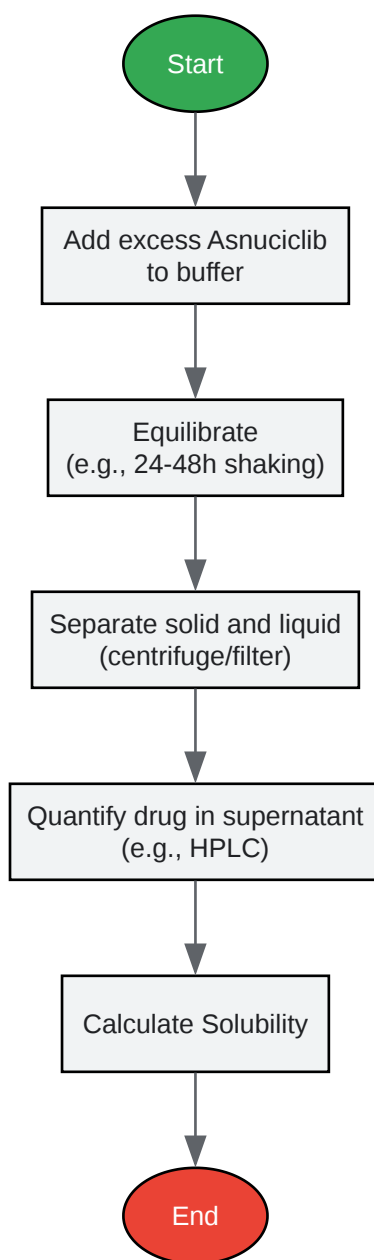 Start
Add excess Asnuciclib
to buffer
Equilibrate
(e.g., 24-48h shaking)
Separate solid and liquid
(centrifuge/filter)
Quantify drug in supernatant
(e.g., HPLC)
Calculate Solubility
End